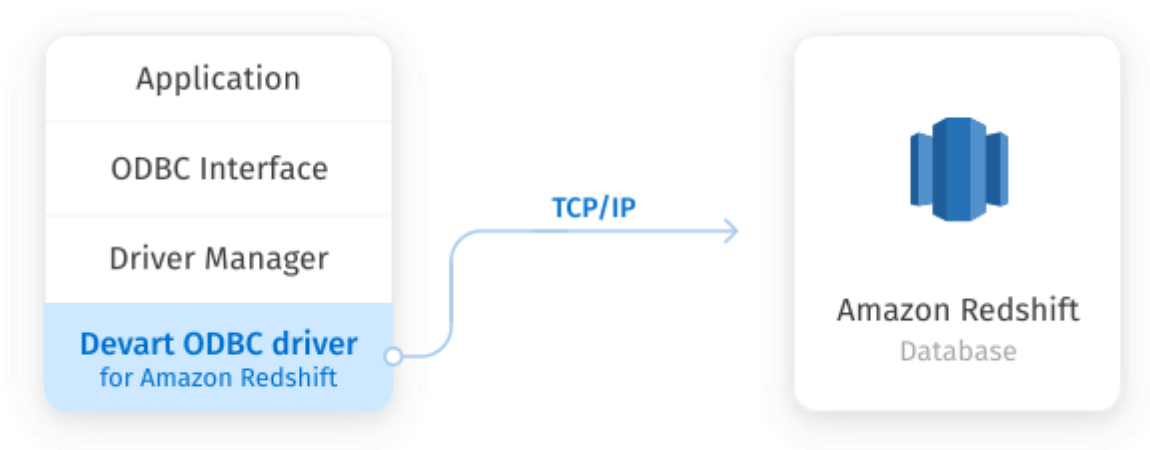 Application
ODBC Interface
Driver Manager
Devart ODBC driver
for Amazon Redshift
TCP/IP
Amazon Redshift
Database